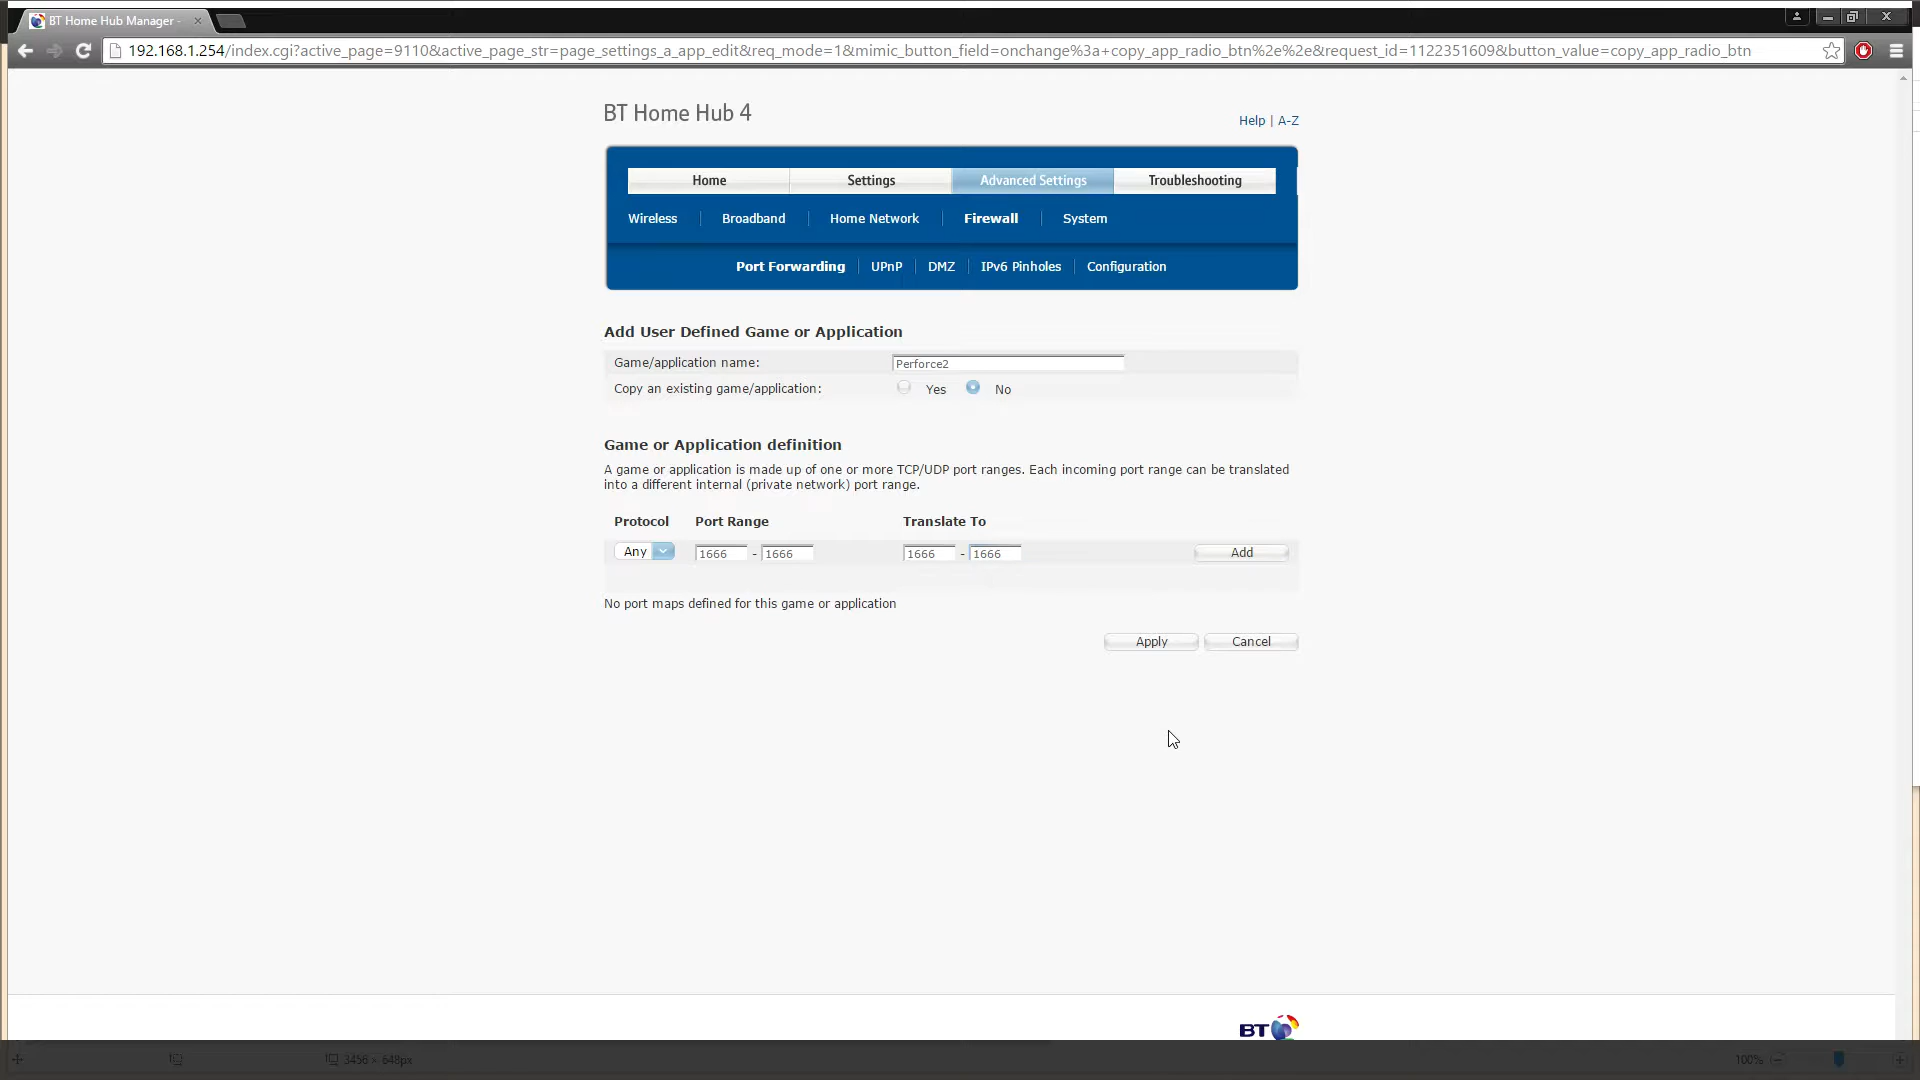 BT Home Hub Manager -
192.168.1.254/index.cgi?active_page=9110&active_page_str=page_settings_a_app_edit&req_mode=1&mimic_button_field=onchange%3a+copy_app_radio_btn%2e%2e&request_id=1122351609&button_value=copy_app_radio_btn
BT Home Hub 4
Help | A-Z
Home Settings Advanced Settings Troubleshooting
Wireless Broadband Home Network Firewall System
Port Forwarding UPnP DMZ IPv6 Pinholes Configuration
Add User Defined Game or Application
Game/application name: Perforce2
Copy an existing game/application: Yes No
Game or Application definition
A game or application is made up of one or more TCP/UDP port ranges. Each incoming port range can be translated
into a different internal (private network) port range.
Protocol Port Range Translate To
Any 1666 - 1666 1666 - 1666 Add
No port maps defined for this game or application
Apply Cancel
BT
3456 × 648px 100%